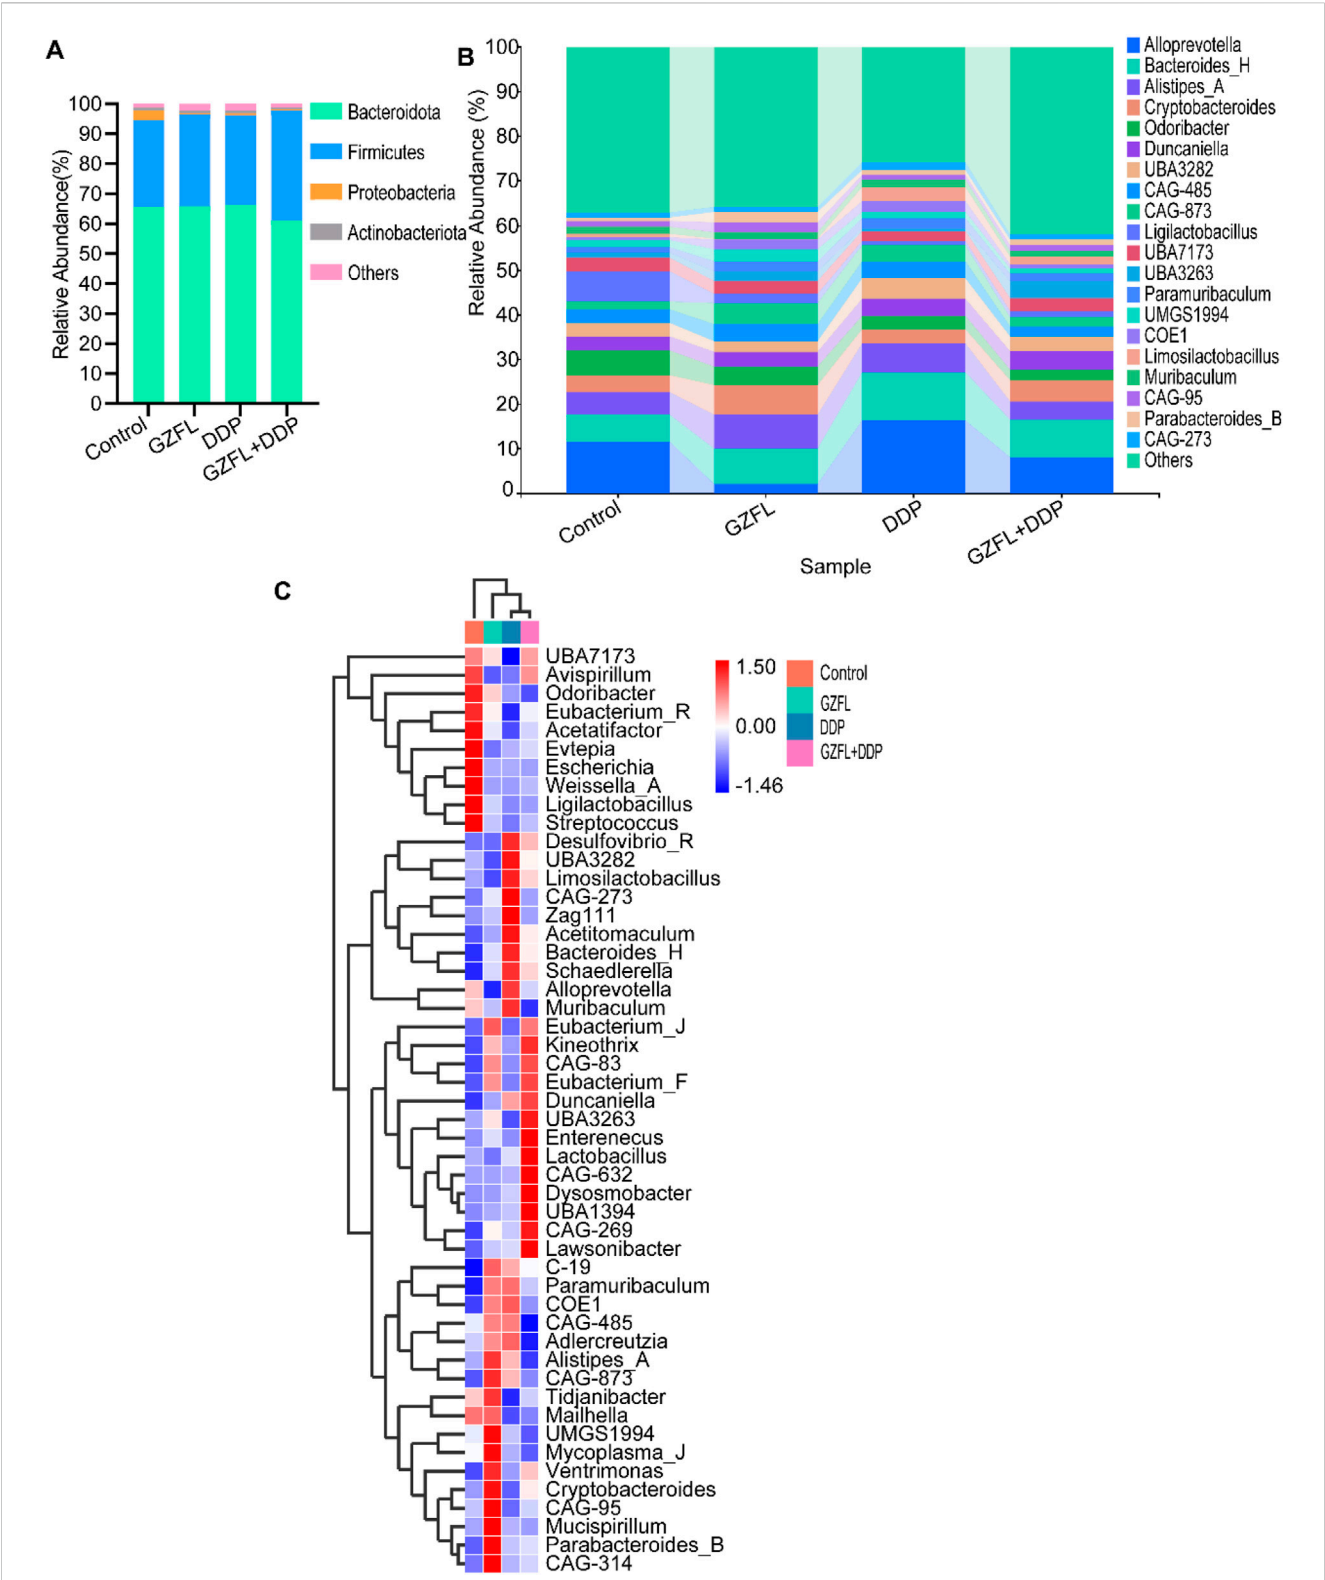 A
Relative Abundance(%)
100
90
80
70
60
50
40
30
20
10
0
Control
GZFL
DDP
GZFL+DDP
Bacteroidota
Firmicutes
Proteobacteria
Actinobacteriota
Others
B
Relative Abundance (%)
100
80
70
60
50
40
30
20
10
0
Control
GZFL
DDP
GZFL+DDP
Sample
Alloprevotella
Bacteroides_H
Alistipes_A
Cryptobacteroides
Odoribacter
Duncaniella
UBA3282
CAG-485
CAG-873
Ligilactobacillus
UBA7173
UBA3263
Paramuribaculum
UMGS1994
COE1
Limosilactobacillus
Muribaculum
CAG-95
Parabacteroides_B
CAG-273
Others
C
UBA7173
Avispirillum
Odoribacter
Eubacterium_R
Acetatifactor
Evtepia
Escherichia
Weissella_A
Ligilactobacillus
Streptococcus
Desulfovibrio_R
UBA3282
Limosilactobacillus
CAG-273
Zag111
Acetitomaculum
Bacteroides_H
Schaedlerella
Alloprevotella
Muribaculum
Eubacterium_J
Kineothrix
CAG-83
Eubacterium_F
Duncaniella
UBA3263
Enterenecus
Lactobacillus
CAG-632
Dysosmobacter
UBA1394
CAG-269
Lawsonibacter
C-19
Paramuribaculum
COE1
CAG-485
Adlercreutzia
Alistipes_A
CAG-873
Tidjanibacter
Mailhella
UMGS1994
Mycoplasma_J
Ventrimonas
Cryptobacteroides
CAG-95
Mucispirillum
Parabacteroides_B
CAG-314
1.50
0.00
-1.46
Control
GZFL
DDP
GZFL+DDP